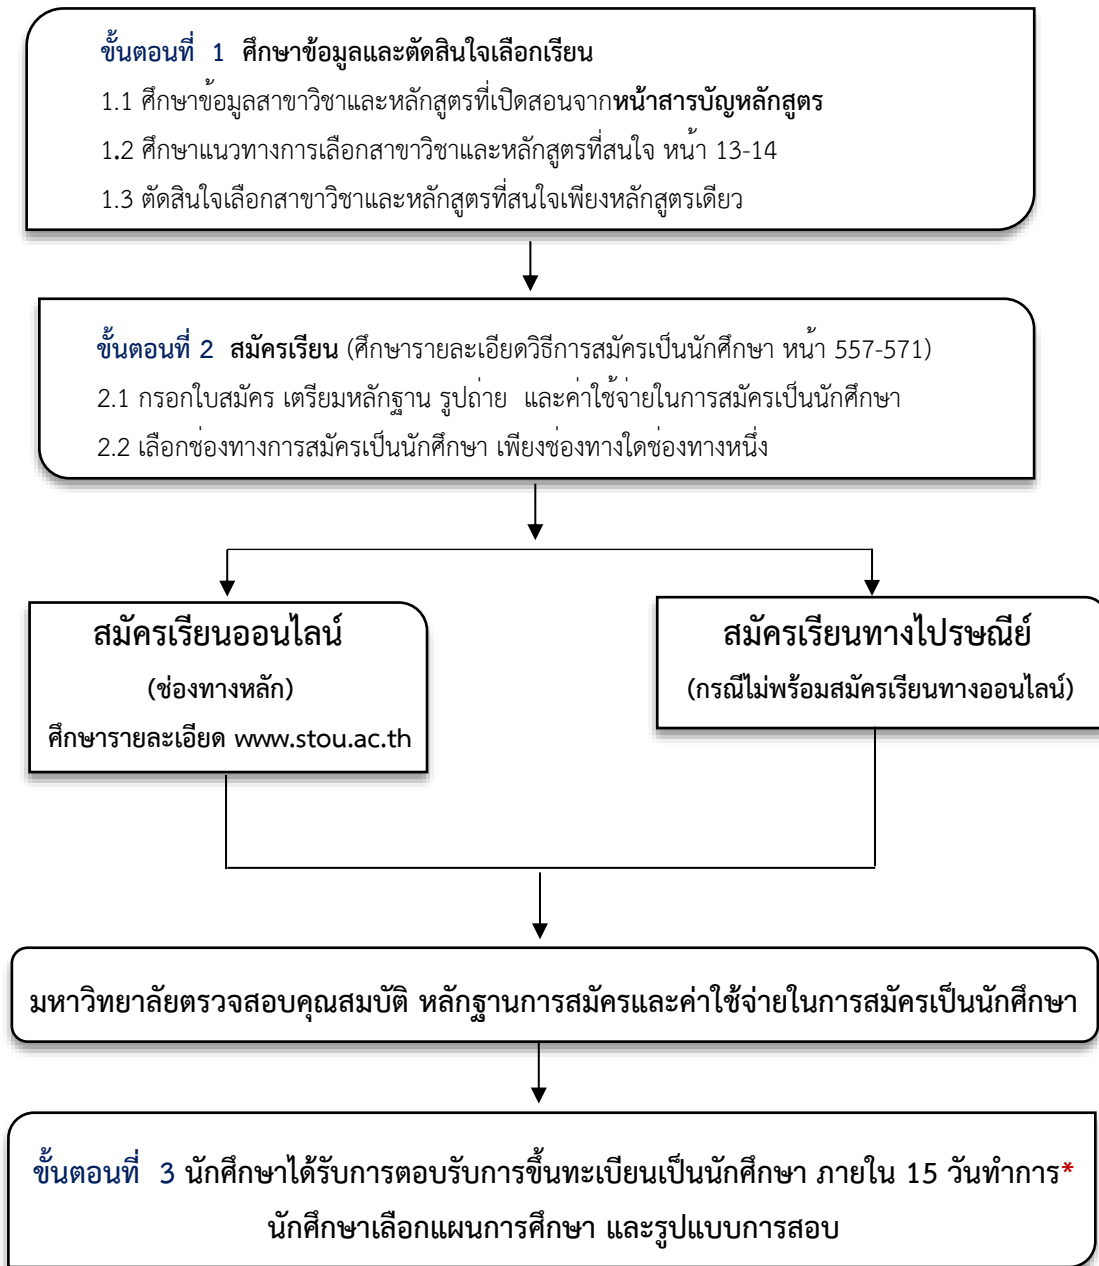 ขั้นตอนที่ 1 ศึกษาข้อมูลและตัดสินใจเลือกเรียน
1.1 ศึกษาข้อมูลสาขาวิชาและหลักสูตรที่เปิดสอนจากหน้าสารบัญหลักสูตร
1.2 ศึกษาแนวทางการเลือกสาขาวิชาและหลักสูตรที่สนใจ หน้า 13-14
1.3 ตัดสินใจเลือกสาขาวิชาและหลักสูตรที่สนใจเพียงหลักสูตรเดียว
ขั้นตอนที่ 2 สมัครเรียน (ศึกษารายละเอียดวิธีการสมัครเป็นนักศึกษา หน้า 557-571)
2.1 กรอกใบสมัคร เตรียมหลักฐาน รูปถ่าย และค่าใช้จ่ายในการสมัครเป็นนักศึกษา
2.2 เลือกช่องทางการสมัครเป็นนักศึกษา เพียงช่องทางใดช่องทางหนึ่ง
สมัครเรียนออนไลน์
(ช่องทางหลัก)
ศึกษารายละเอียด www.stou.ac.th
สมัครเรียนทางไปรษณีย์
(กรณีไม่พร้อมสมัครเรียนทางออนไลน์)
มหาวิทยาลัยตรวจสอบคุณสมบัติ หลักฐานการสมัครและค่าใช้จ่ายในการสมัครเป็นนักศึกษา
ขั้นตอนที่ 3 นักศึกษาได้รับการตอบรับการขึ้นทะเบียนเป็นนักศึกษา ภายใน 15 วันทำการ*
นักศึกษาเลือกแผนการศึกษา และรูปแบบการสอบ